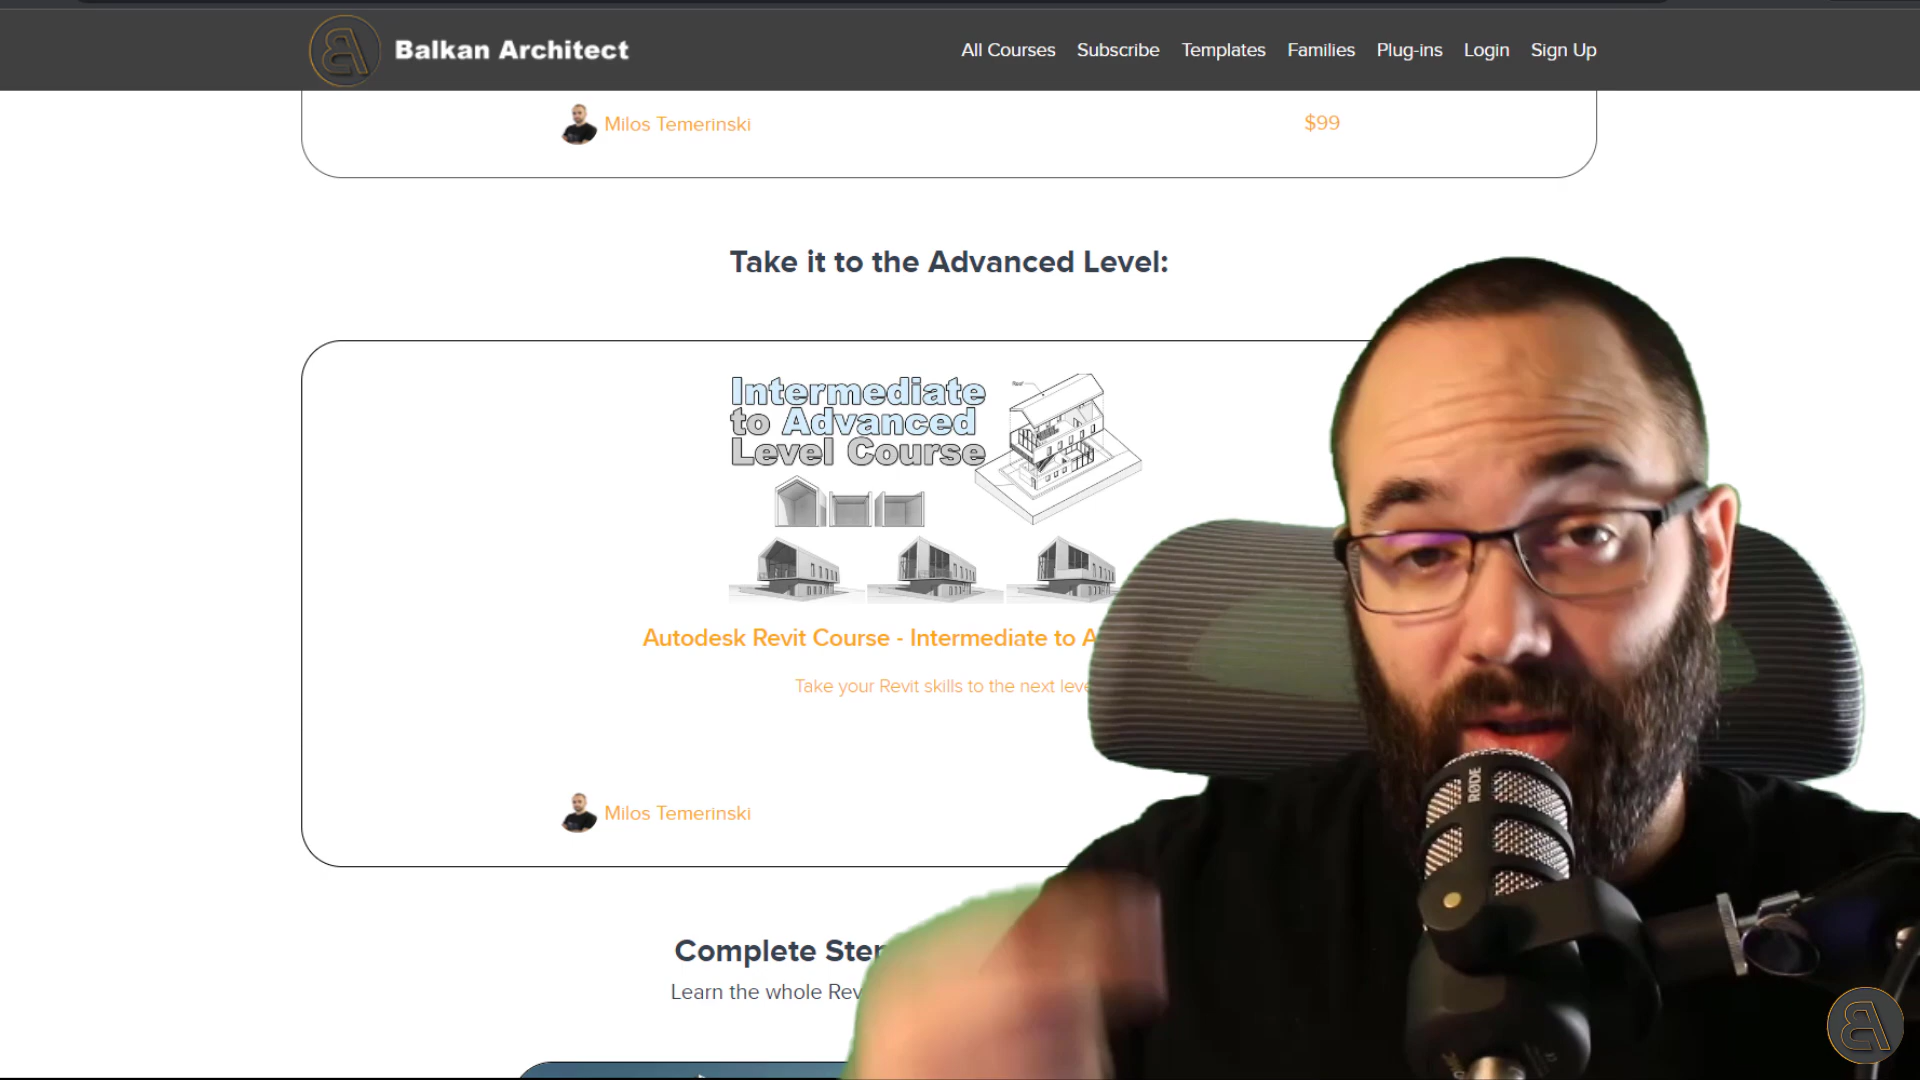 Balkan Architect
All Courses Subscribe Templates Families Plug-ins Login Sign Up
Milos Temerinski
$99
Take it to the Advanced Level:
Intermediate
to Advanced
Level Course
Roof
Autodesk Revit Course - Intermediate to A
Take your Revit skills to the next leve
Milos Temerinski
RØDE
Complete Ste
Learn the whole Rev